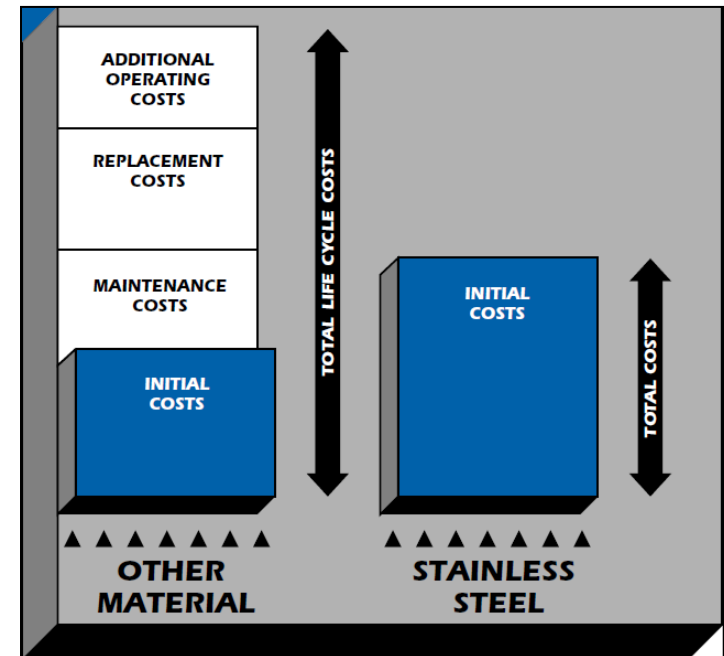 ADDITIONAL
OPERATING
COSTS
REPLACEMENT
COSTS
MAINTENANCE
COSTS
INITIAL
COSTS
TOTAL LIFE CYCLE COSTS
INITIAL
COSTS
TOTAL COSTS
OTHER
MATERIAL
STAINLESS
STEEL